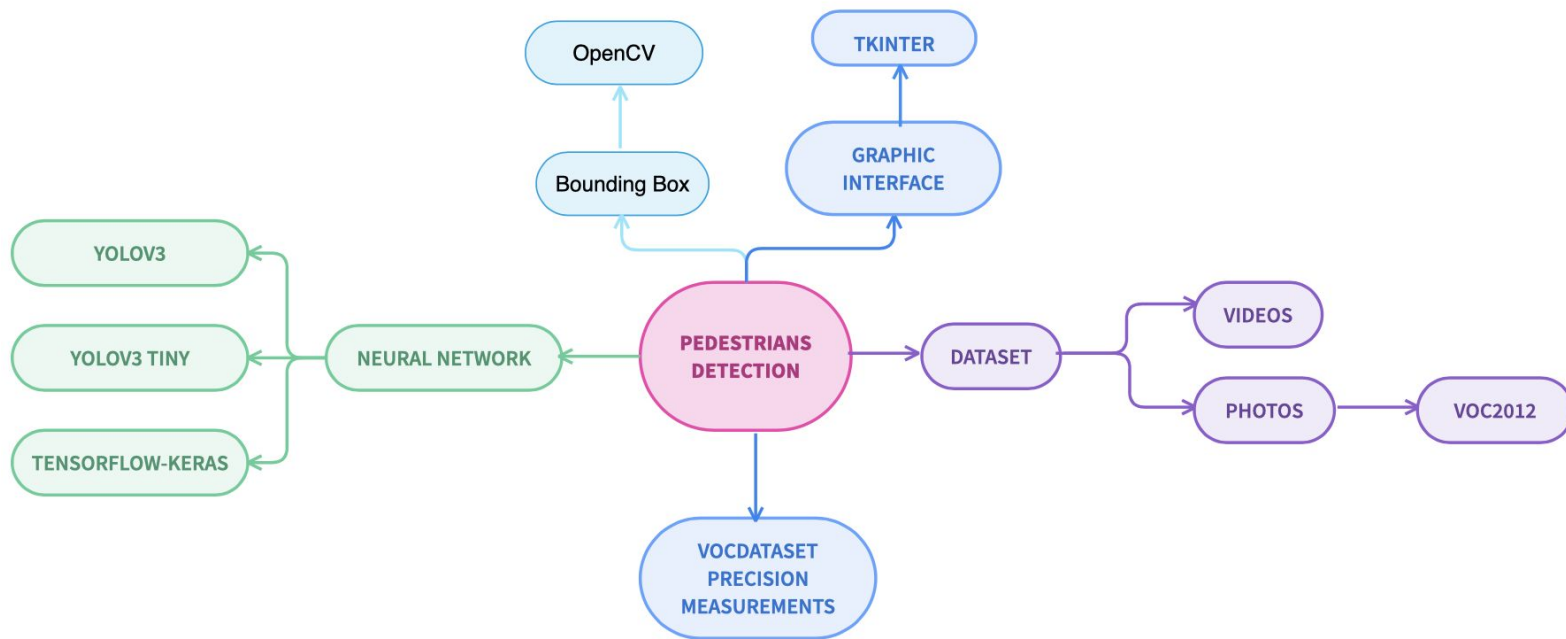 OpenCV
TKINTER
Bounding Box
GRAPHIC
INTERFACE
YOLOV3
YOLOV3 TINY
TENSORFLOW-KERAS
NEURAL NETWORK
PEDESTRIANS
DETECTION
DATASET
VIDEOS
PHOTOS
VOC2012
VOCDATASET
PRECISION
MEASUREMENTS